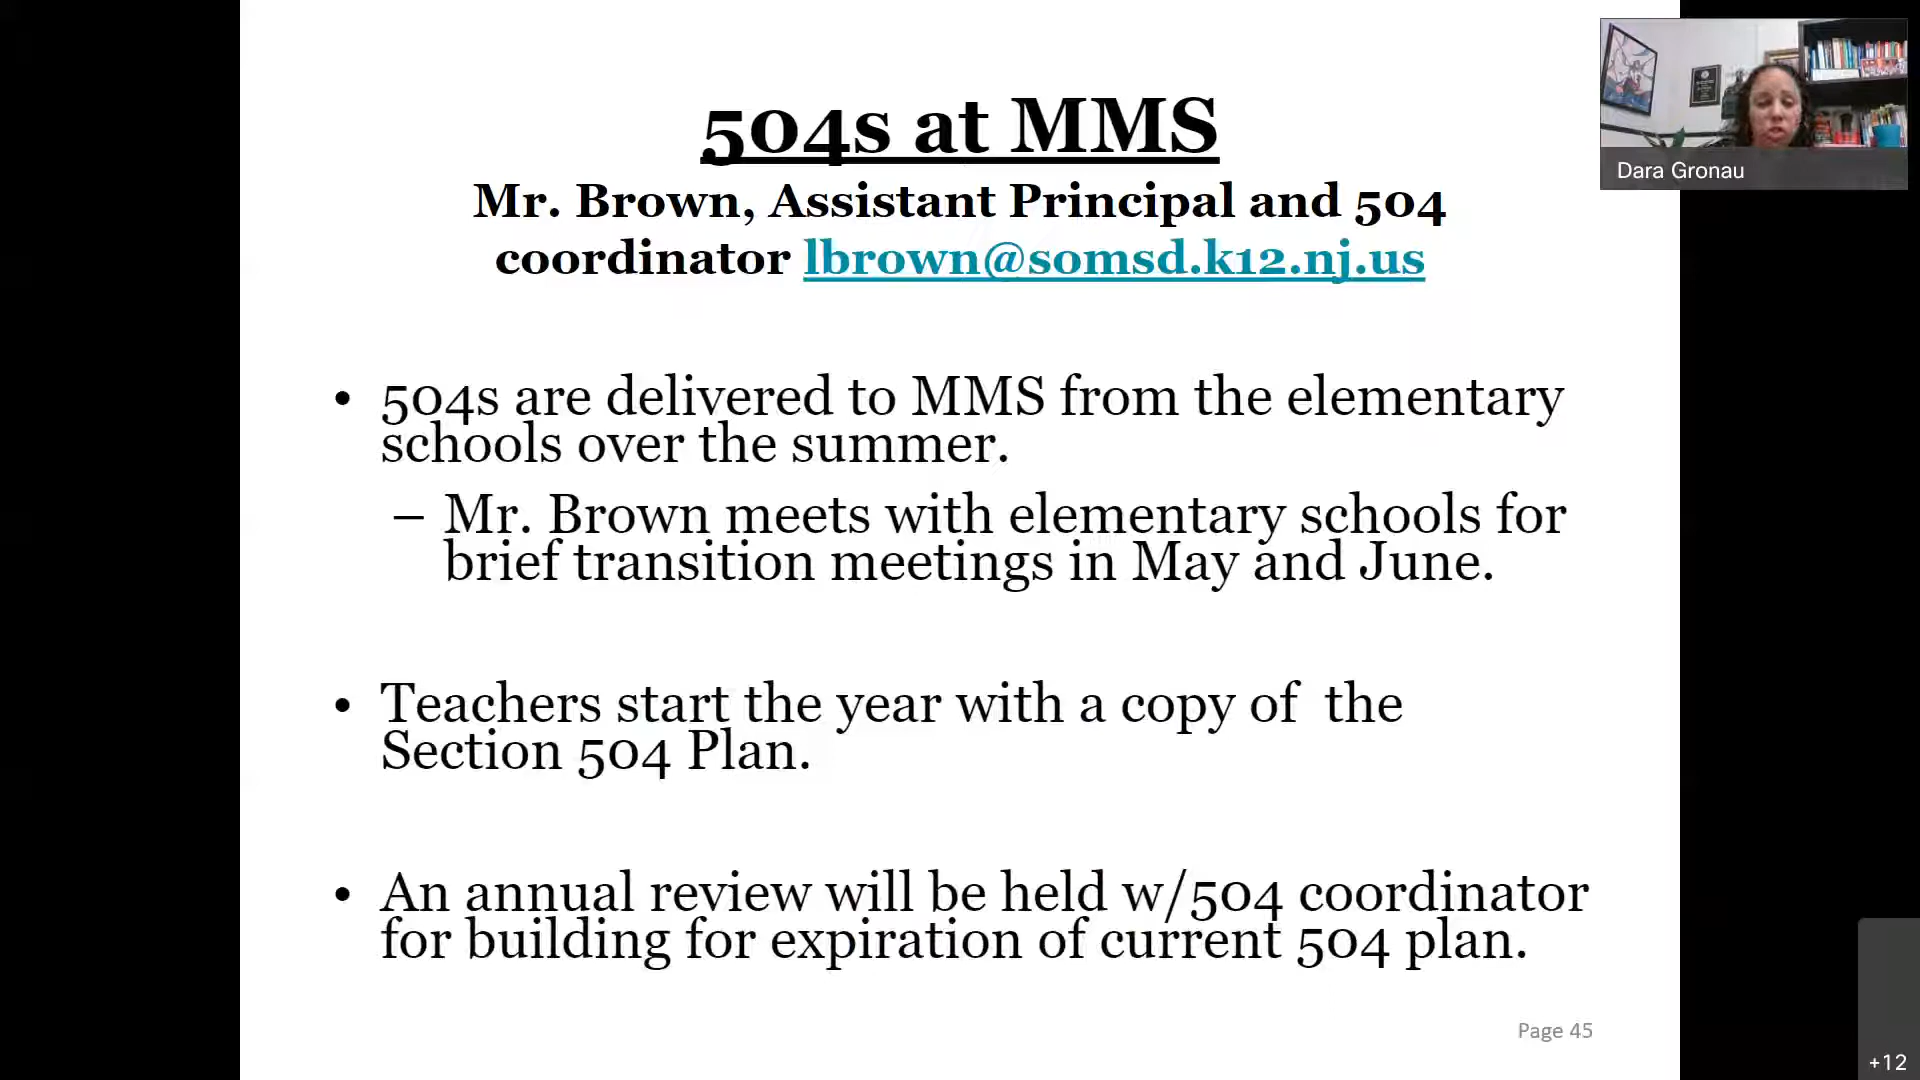 504s at MMS
Mr. Brown, Assistant Principal and 504
coordinator lbrown@somsd.k12.nj.us
• 504s are delivered to MMS from the elementary
schools over the summer.
– Mr. Brown meets with elementary schools for
brief transition meetings in May and June.
• Teachers start the year with a copy of  the
Section 504 Plan.
• An annual review will be held w/504 coordinator
for building for expiration of current 504 plan.
Page 45
Dara Gronau
+12